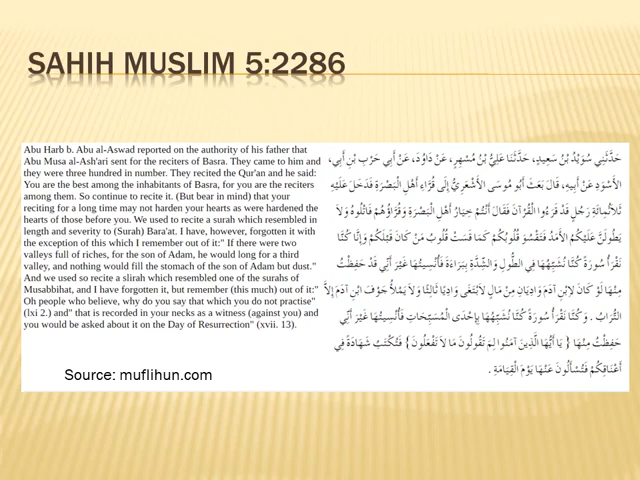 SAHIH MUSLIM 5:2286
Abu Harb b. Abu al-Aswad reported on the authority of his father that
Abu Musa al-Ash'ari sent for the reciters of Basra. They came to him and
they were three hundred in number. They recited the Qur'an and he said:
You are the best among the inhabitants of Basra, for you are the reciters
among them. So continue to recite it. (But bear in mind) that your
reciting for a long time may not harden your hearts as were hardened the
hearts of those before you. We used to recite a surah which resembled in
length and severity to (Surah) Bara'at. I have, however, forgotten it with
the exception of this which I remember out of it:" If there were two
valleys full of riches, for the son of Adam, he would long for a third
valley, and nothing would fill the stomach of the son of Adam but dust."
And we used so recite a slirah which resembled one of the surahs of
Musabbihat, and I have forgotten it, but remember (this much) out of it:"
Oh people who believe, why do you say that which you do not practise"
(lxi 2.) and" that is recorded in your necks as a witness (against you) and
you would be asked about it on the Day of Resurrection" (xvii. 13).
حَدَّثَنِي سُوَيْدُ بْنُ سَعِيدٍ، حَدَّثَنَا عَلِيُّ بْنُ مُسْهِرٍ، عَنْ دَاوُدَ، عَنْ أَبِي حَرْبِ بْنِ أَبِي،
الأَسْوَدِ عَنْ أَبِيهِ، قَالَ بَعَثَ أَبُو مُوسَى الأَشْعَرِيُّ إِلَى قُرَّاءِ أَهْلِ الْبَصْرَةِ فَدَخَلَ عَلَيْهِ
ثَلاَثُمِائَةِ رَجُلٍ قَدْ قَرَءُوا الْقُرْآنَ فَقَالَ أَنْتُمْ خِيَارُ أَهْلِ الْبَصْرَةِ وَقُرَّاؤُهُمْ فَاتْلُوهُ وَلاَ
يَطُولَنَّ عَلَيْكُمُ الأَمَدُ فَتَقْسُوَ قُلُوبُكُمْ كَمَا قَسَتْ قُلُوبُ مَنْ كَانَ قَبْلَكُمْ وَإِنَّا كُنَّا
نَقْرَأُ سُورَةً كُنَّا نُشَبِّهُهَا فِي الطُّولِ وَالشِّدَّةِ بِبَرَاءَةَ فَأُنْسِيتُهَا غَيْرَ أَنِّي قَدْ حَفِظْتُ
مِنْهَا لَوْ كَانَ لاِبْنِ آدَمَ وَادِيَانِ مِنْ مَالٍ لاَبْتَغَى وَادِيًا ثَالِثًا وَلاَ يَمْلأُ جَوْفَ ابْنِ آدَمَ إِلاَّ
التُّرَابُ . وَكُنَّا نَقْرَأُ سُورَةً كُنَّا نُشَبِّهُهَا بِإِحْدَى الْمُسَبِّحَاتِ فَأُنْسِيتُهَا غَيْرَ أَنِّي
حَفِظْتُ مِنْهَا { يَا أَيُّهَا الَّذِينَ آمَنُوا لِمَ تَقُولُونَ مَا لاَ تَفْعَلُونَ} فَتُكْتَبُ شَهَادَةً فِي
أَعْنَاقِكُمْ فَتُسْأَلُونَ عَنْهَا يَوْمَ الْقِيَامَةِ .
Source: muflihun.com